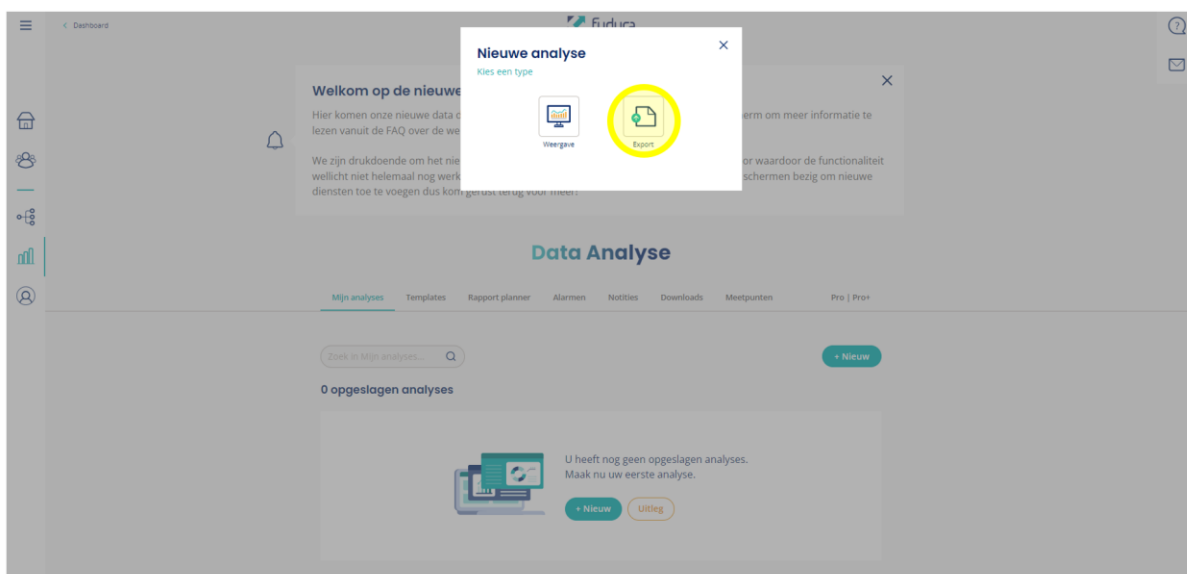 < Dashboard
Fuduca
Nieuwe analyse
Kies een type
Weergave
Export
Welkom op de nieuwe
Hier komen onze nieuwe data erm om meer informatie te
lezen vanuit de FAQ over de we
We zijn drukdoende om het nie or waardoor de functionaliteit
wellicht niet helemaal nog werk schermen bezig om nieuwe
diensten toe te voegen dus kom gerust terug voor meer!
Data Analyse
Mijn analyses Templates Rapport planner Alarmen Notities Downloads Meetpunten Pro | Pro+
Zoek in Mijn analyses...
+ Nieuw
0 opgeslagen analyses
U heeft nog geen opgeslagen analyses.
Maak nu uw eerste analyse.
+ Nieuw Uitleg